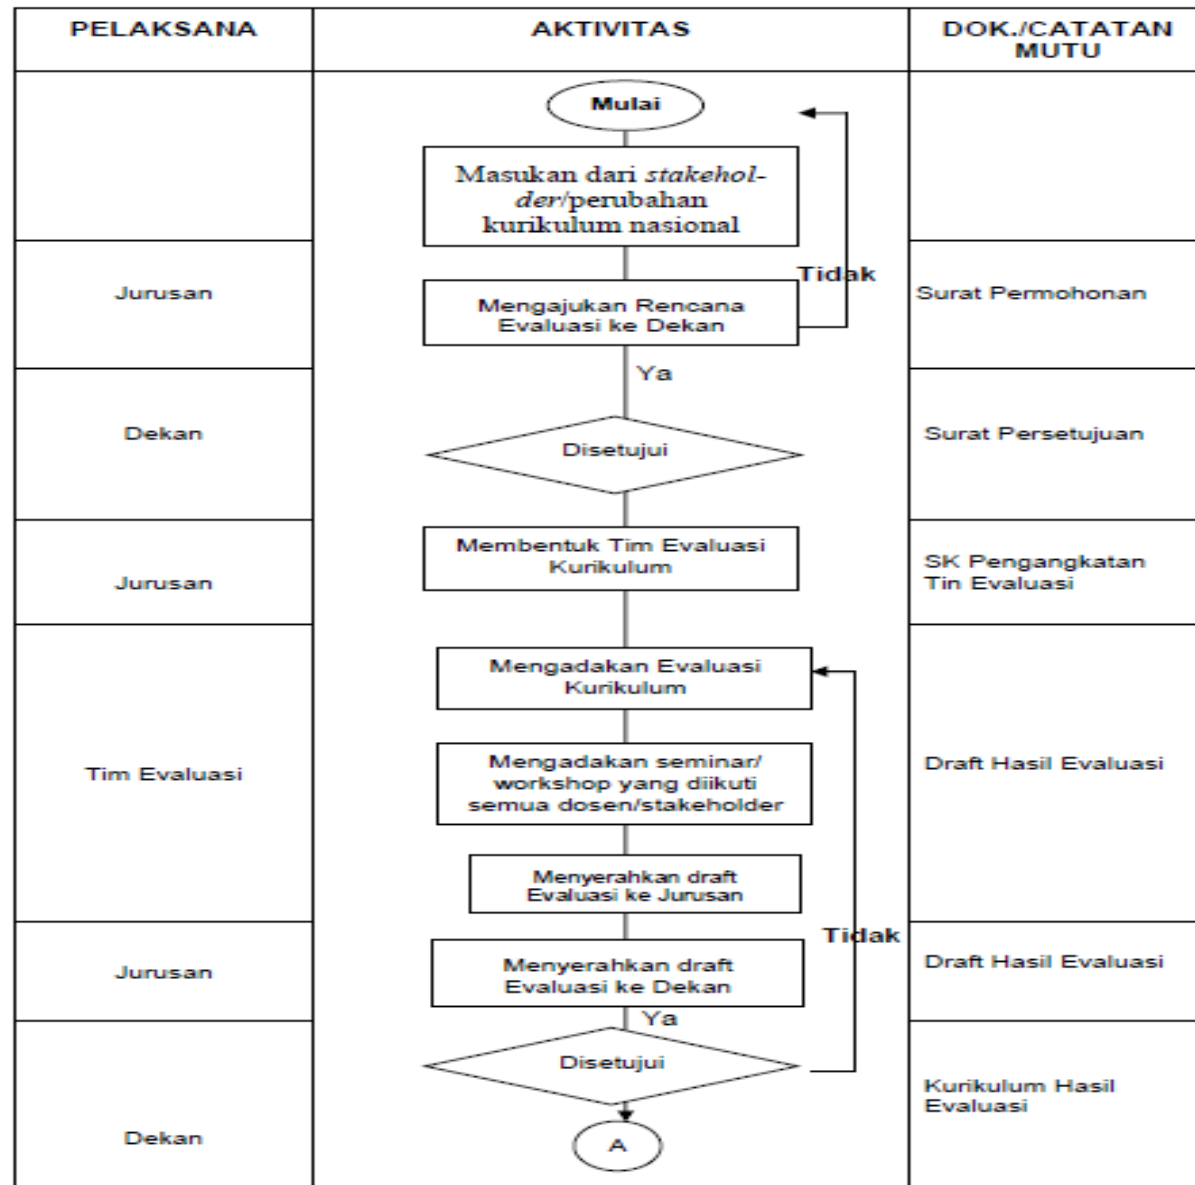 PELAKSANA
AKTIVITAS
DOK./CATATAN
MUTU
Mulai
Masukan dari stakehol-
der/perubahan
kurikulum nasional
Tidak
Jurusan
Mengajukan Rencana
Evaluasi ke Dekan
Surat Permohonan
Ya
Dekan
Disetujui
Surat Persetujuan
Jurusan
Membentuk Tim Evaluasi
Kurikulum
SK Pengangkatan
Tin Evaluasi
Mengadakan Evaluasi
Kurikulum
Tim Evaluasi
Mengadakan seminar/
workshop yang diikuti
semua dosen/stakeholder
Draft Hasil Evaluasi
Menyerahkan draft
Evaluasi ke Jurusan
Tidak
Jurusan
Menyerahkan draft
Evaluasi ke Dekan
Draft Hasil Evaluasi
Ya
Disetujui
Kurikulum Hasil
Evaluasi
Dekan
A